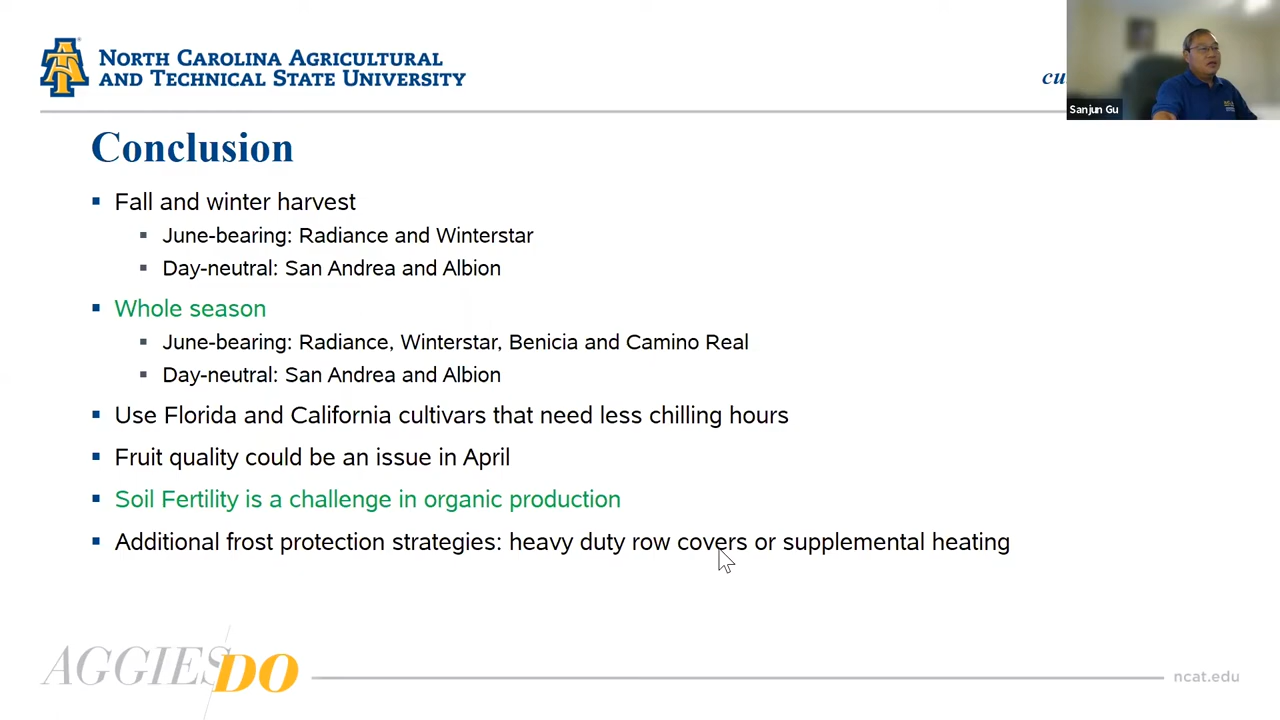 NORTH CAROLINA AGRICULTURAL
AND TECHNICAL STATE UNIVERSITY
Sanjun Gu
Conclusion
Fall and winter harvest
June-bearing: Radiance and Winterstar
Day-neutral: San Andrea and Albion
Whole season
June-bearing: Radiance, Winterstar, Benicia and Camino Real
Day-neutral: San Andrea and Albion
Use Florida and California cultivars that need less chilling hours
Fruit quality could be an issue in April
Soil Fertility is a challenge in organic production
Additional frost protection strategies: heavy duty row covers or supplemental heating
AGGIES DO
ncat.edu